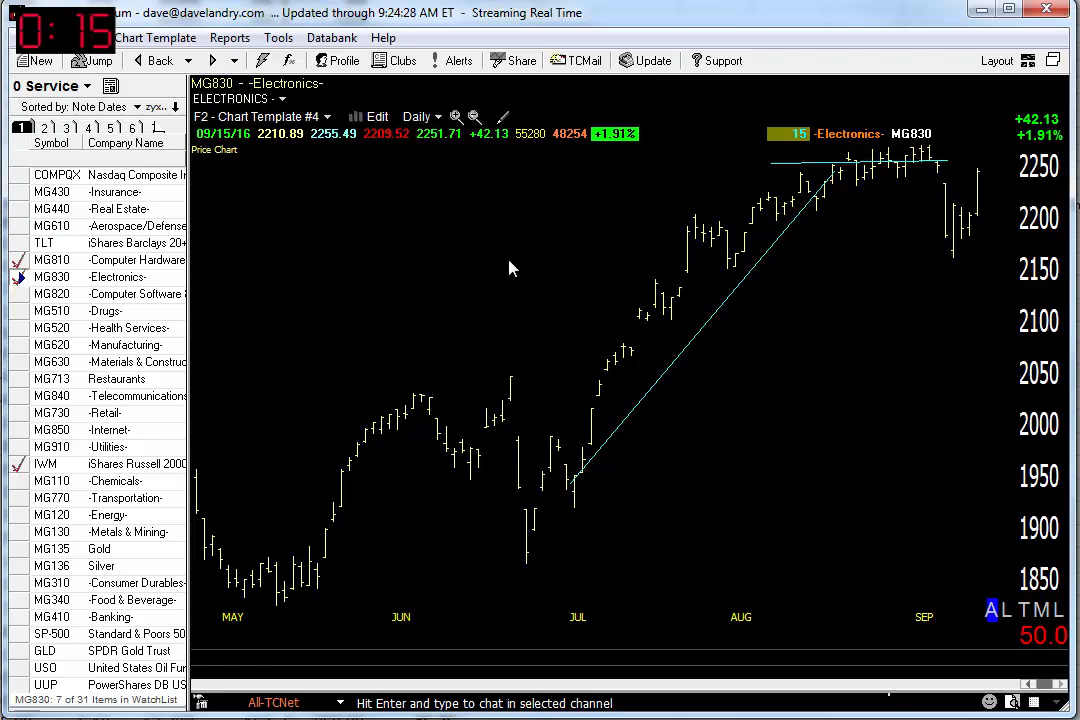 um - dave@davelandry.com ... Updated through 9:24:28 AM ET - Streaming Real Time
0:15
Chart Template Reports Tools Databank Help
New Jump Back Profile Clubs Alerts Share TCMail Update Support Layout
0 Service
Sorted by: Note Dates zyx..
1 2 3 4 5 6
Symbol Company Name
COMPQX Nasdaq Composite In
MG430 -Insurance-
MG440 -Real Estate-
MG610 -Aerospace/Defense
TLT iShares Barclays 20+
MG810 -Computer Hardware
MG830 -Electronics-
MG820 -Computer Software &
MG510 -Drugs-
MG520 -Health Services-
MG620 -Manufacturing-
MG630 -Materials & Construc
MG713 Restaurants
MG840 -Telecommunications
MG730 -Retail-
MG850 -Internet-
MG910 -Utilities-
IWM iShares Russell 2000
MG110 -Chemicals-
MG770 -Transportation-
MG120 -Energy-
MG130 -Metals & Mining-
MG135 Gold
MG136 Silver
MG310 -Consumer Durables-
MG340 -Food & Beverage-
MG410 -Banking-
SP-500 Standard & Poors 50
GLD SPDR Gold Trust
USO United States Oil Fun
UUP PowerShares DB US
MG830: 7 of 31 Items in WatchList
MG830 - -Electronics-
ELECTRONICS -
F2 - Chart Template #4 Edit Daily
09/15/16 2210.89 2255.49 2209.52 2251.71 +42.13 55280 48254 +1.91% 15 -Electronics- MG830
+42.13
+1.91%
Price Chart
2250
2200
2150
2100
2050
2000
1950
1900
1850
MAY JUN JUL AUG SEP
A L T M L
50.0
All-TCNet Hit Enter and type to chat in selected channel